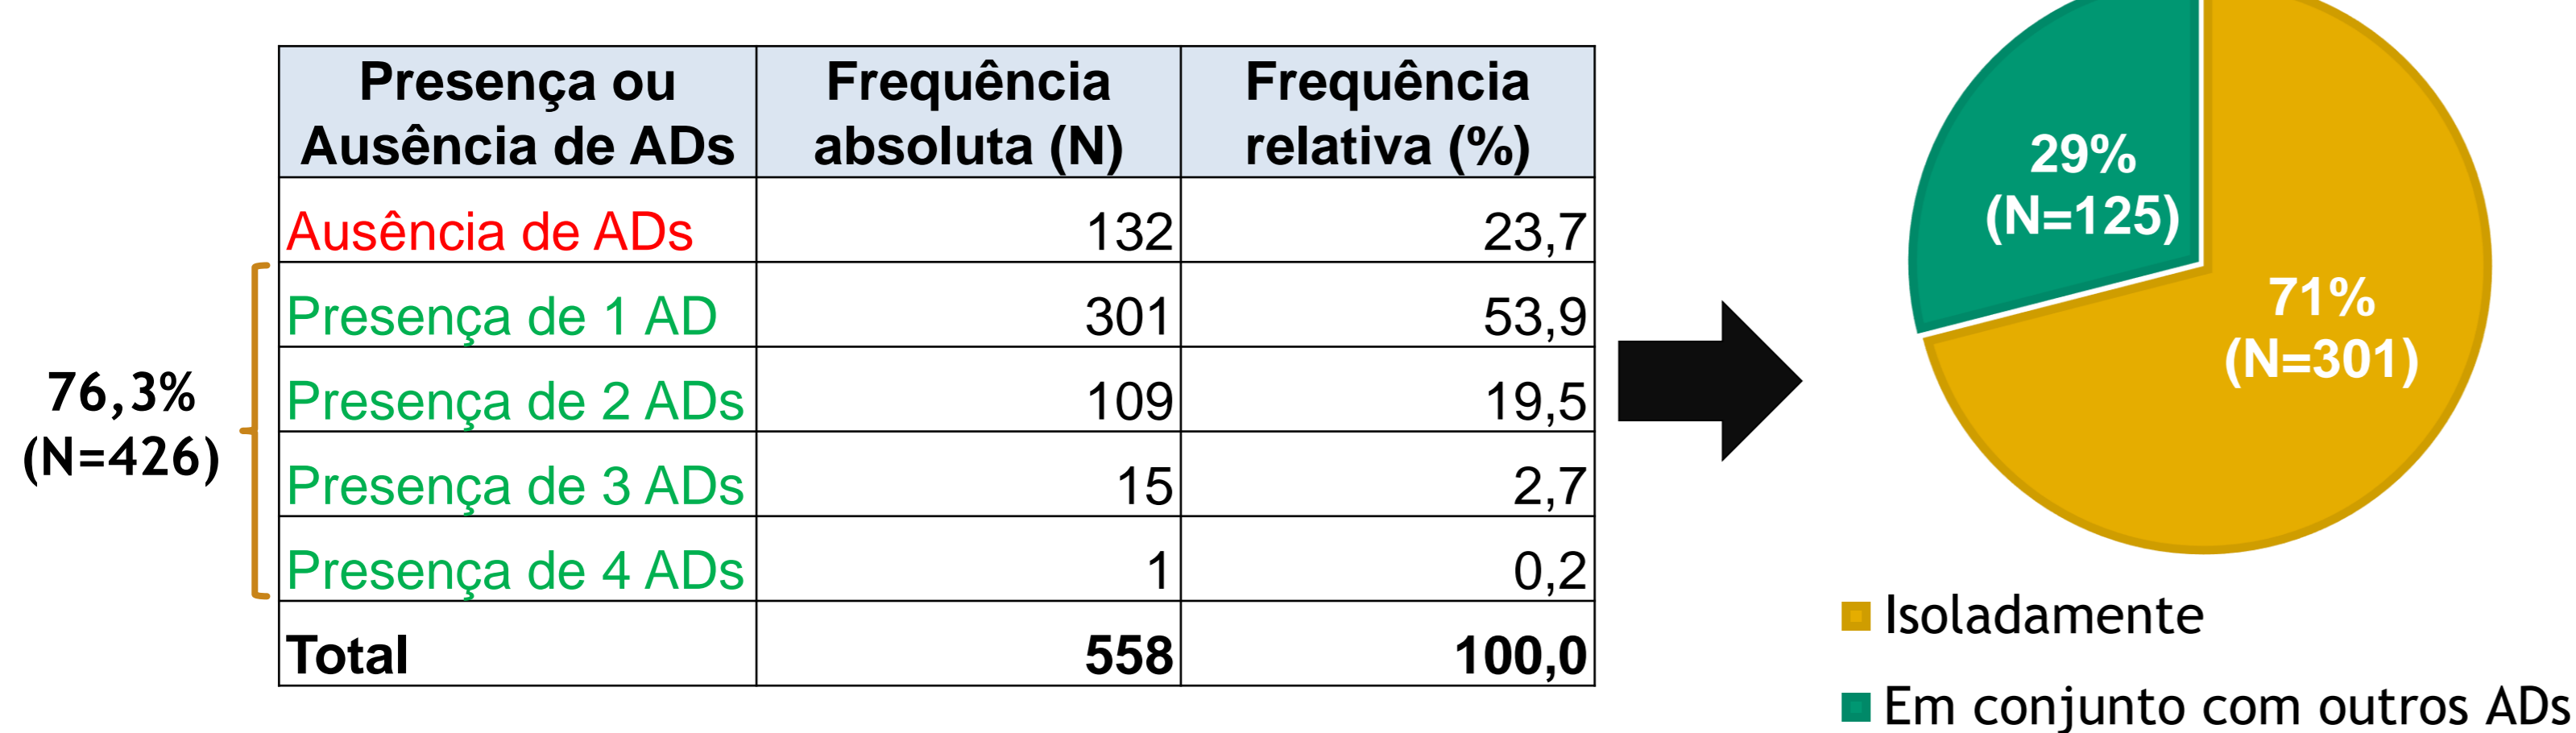 Presença ou
Ausência de ADs
Frequência
absoluta (N)
Frequência
relativa (%)
Ausência de ADs 132 23,7
Presença de 1 AD 301 53,9
Presença de 2 ADs 109 19,5
Presença de 3 ADs 15 2,7
Presença de 4 ADs 1 0,2
Total 558 100,0
76,3%
(N=426)
29%
(N=125)
71%
(N=301)
Isoladamente
Em conjunto com outros ADs